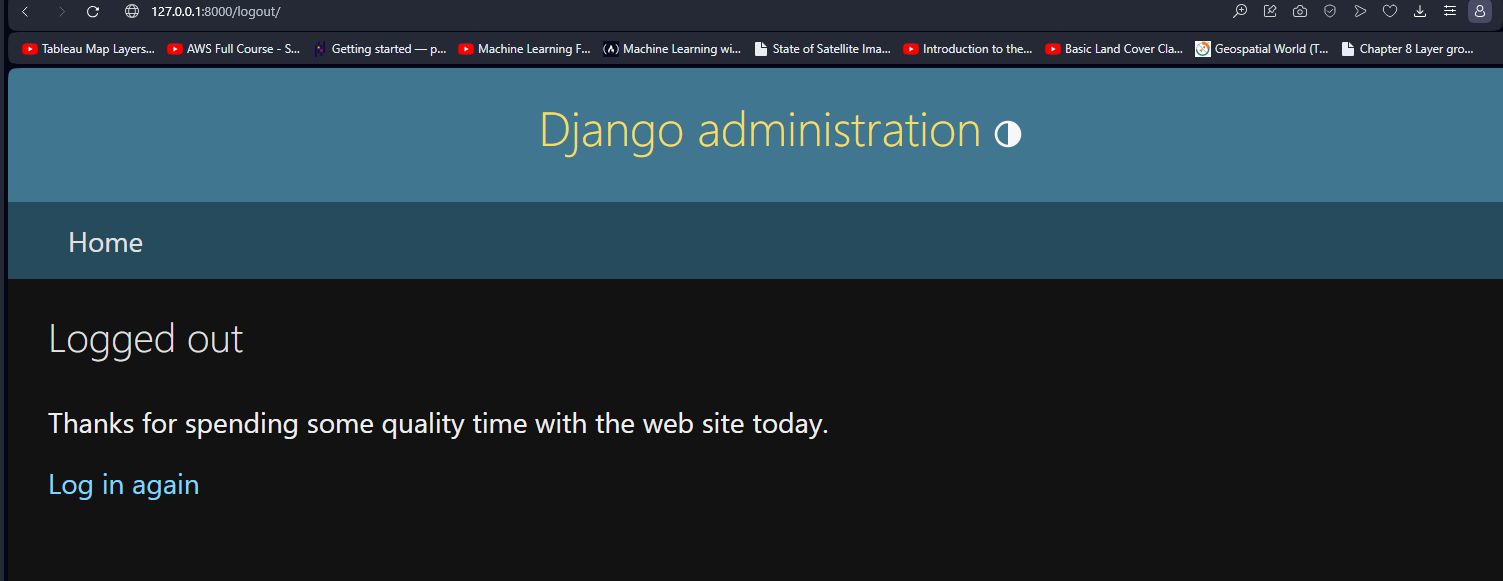 127.0.0.1:8000/logout/
Tableau Map Layers... AWS Full Course - S... Getting started — p... Machine Learning F... Machine Learning wi... State of Satellite Ima... Introduction to the... Basic Land Cover Cla... Geospatial World (T... Chapter 8 Layer gro...
Django administration
Home
Logged out
Thanks for spending some quality time with the web site today.
Log in again